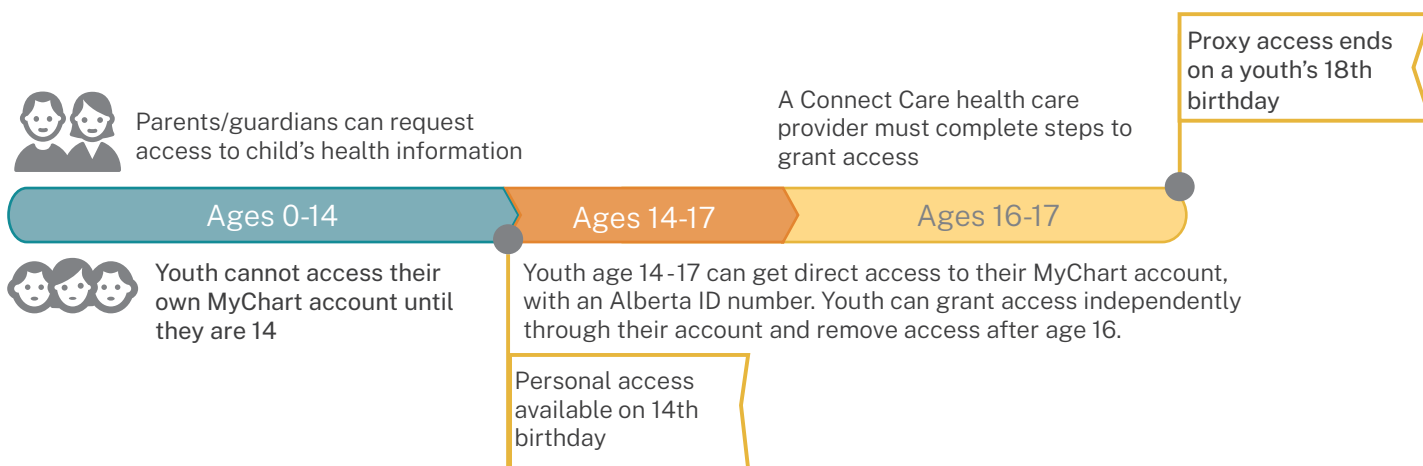 Proxy access ends
on a youth’s 18th
birthday
Parents/guardians can request
access to child’s health information
A Connect Care health care
provider must complete steps to
grant access
Ages 0-14
Ages 14-17
Ages 16-17
Youth cannot access their
own MyChart account until
they are 14
Youth age 14-17 can get direct access to their MyChart account,
with an Alberta ID number. Youth can grant access independently
through their account and remove access after age 16.
Personal access
available on 14th
birthday